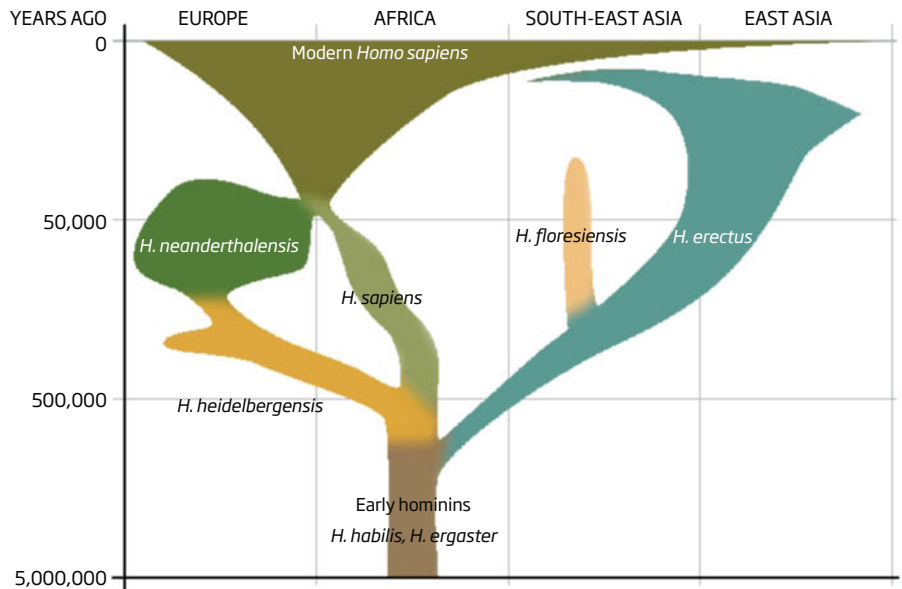 YEARS AGO EUROPE AFRICA SOUTH-EAST ASIA EAST ASIA
0
Modern Homo sapiens
50,000
H. neanderthalensis
H. floresiensis
H. erectus
H. sapiens
500,000
H. heidelbergensis
Early hominins
H. habilis, H. ergaster
5,000,000